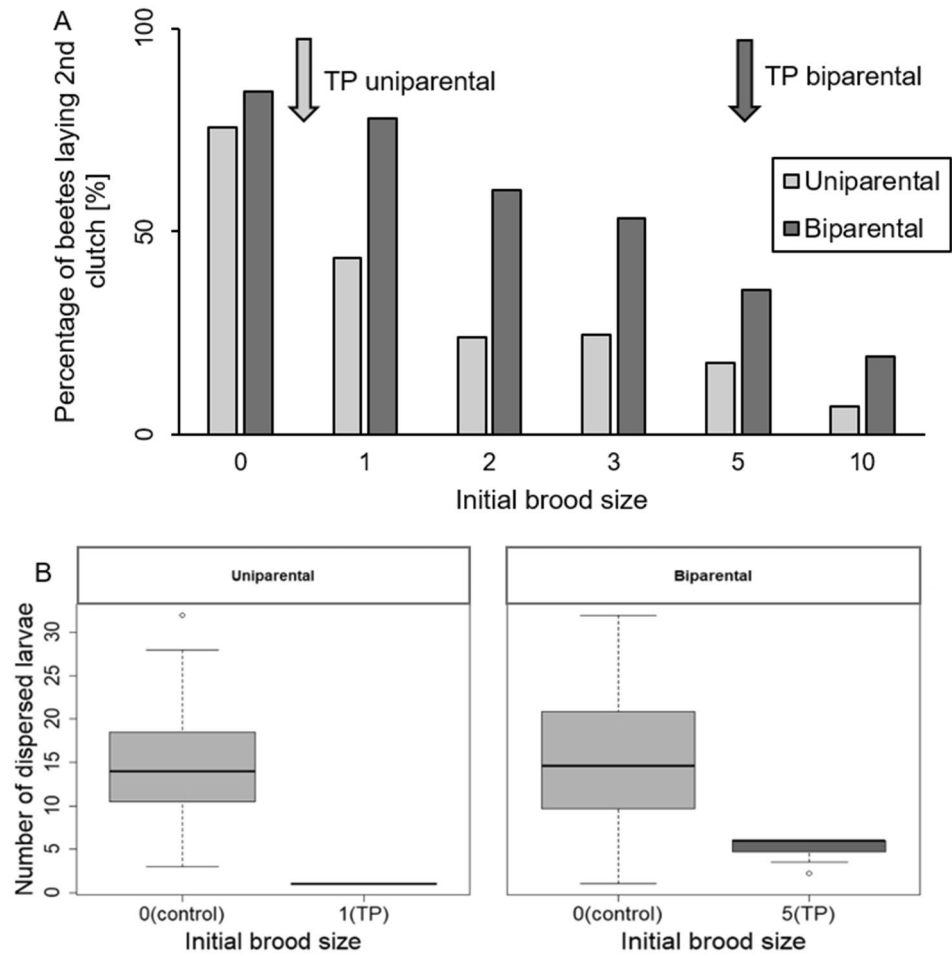 A
Percentage of beetes laying 2nd
clutch [%]
100
50
0
TP uniparental
TP biparental
Uniparental
Biparental
0 1 2 3 5 10
Initial brood size
B
Uniparental
Biparental
Number of dispersed larvae
30
25
20
15
10
5
0
0(control) 1(TP)
0(control) 5(TP)
Initial brood size
Initial brood size